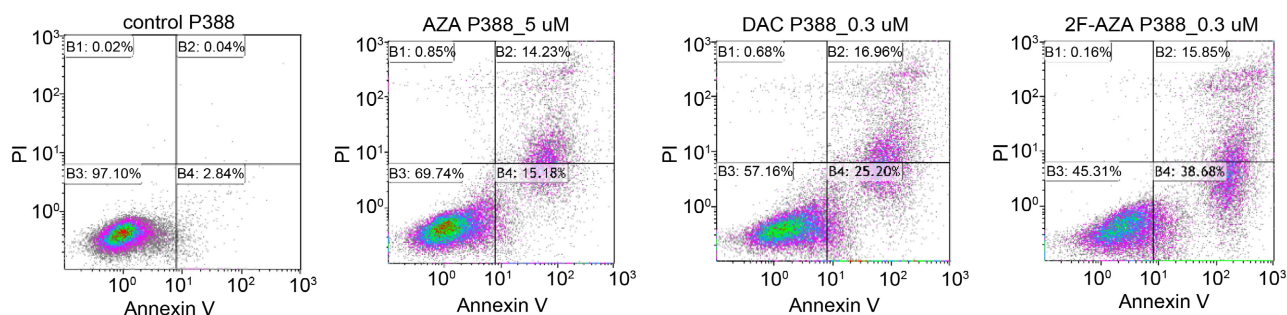 control P388
10³
B1: 0.02%
B2: 0.04%
10²
PI
10¹
B3: 97.10%
B4: 2.84%
10⁰
10⁰ 10¹ 10² 10³
Annexin V
AZA P388_5 uM
10³
B1: 0.85%
B2: 14.23%
10²
PI
10¹
B3: 69.74%
B4: 15.18%
10⁰
10⁰ 10¹ 10² 10³
Annexin V
DAC P388_0.3 uM
10³
B1: 0.68%
B2: 16.96%
10²
PI
10¹
B3: 57.16%
B4: 25.20%
10⁰
10⁰ 10¹ 10² 10³
Annexin V
2F-AZA P388_0.3 uM
10³
B1: 0.16%
B2: 15.85%
10²
PI
10¹
B3: 45.31%
B4: 38.68%
10⁰
10⁰ 10¹ 10² 10³
Annexin V